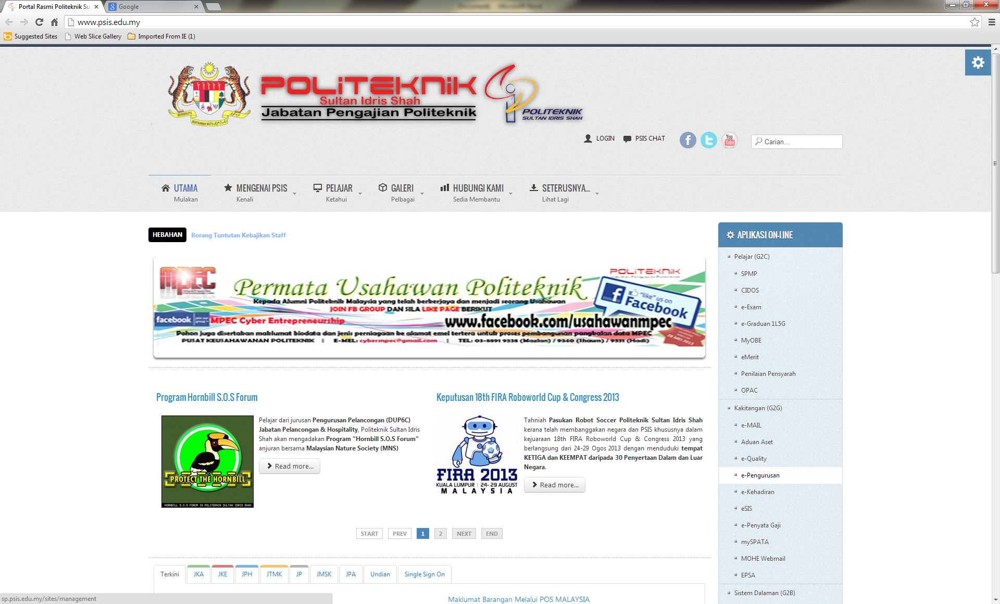 Portal Rasmi Politeknik Su
Google
www.psis.edu.my
Suggested Sites
Web Slice Gallery
Imported From IE (1)
BERSEKUTU
BERTAMBAH MUTU
POLiTEKNiK
Sultan Idris Shah
Jabatan Pengajian Politeknik
POLITEKNIK
SULTAN IDRIS SHAH
LOGIN
PSIS CHAT
f
t
You Tube
Carian...
UTAMA
Mulakan
MENGENAI PSIS
Kenali
PELAJAR
Ketahui
GALERI
Pelbagai
HUBUNGI KAMI
Sedia Membantu
SETERUSNYA...
Lihat Lagi
HEBAHAN
Borang Tuntutan Kebajikan Staff
MPEC
POLiTEKNiK
Permata Usahawan Politeknik
Kepada Alumni Politeknik Malaysia yang telah berberjaya dan menjadi seorang Usahawan
JOIN FB GROUP DAN SILA LIKE PAGE BERIKUT
"like" us on
Facebook
facebook
MPEC Cyber Entrepreneurship
www.facebook.com/usahawanmpec
Pohon juga disertakan maklumat biodata dan jenis perniagaan ke alamat emel tertera untuk proses pembangunan pangkalan data MPEC
PUSAT KEUSAHAWANAN POLITEKNIK | E-MEL: cybermpec@gmail.com | TEL: 03-8891 9338 (Mazlan) / 9340 (Shawn) / 9331 (Hadi)
Program Hornbill S.O.S Forum
PROTECT THE HORNBILL
HORNBILL S.O.S FORUM IN POLITEKNIK SULTAN IDRIS SHAH
Pelajar dari jurusan Pengurusan Pelancongan (DUP6C)
Jabatan Pelancongan & Hospitality, Politeknik Sultan Idris
Shah akan mengadakan Program "Hornbill S.O.S Forum"
anjuran bersama Malaysian Nature Society (MNS)
Read more...
Keputusan 18th FIRA Roboworld Cup & Congress 2013
FIRA 2013
KUALA LUMPUR | 24- 29 AUGUST
MALAYSIA
Tahniah Pasukan Robot Soccer Politeknik Sultan Idris Shah
kerana telah membanggakan negara dan PSIS khususnya dalam
kejuaraan 18th FIRA Roboworld Cup & Congress 2013 yang
berlangsung dari 24-29 Ogos 2013 dengan menduduki tempat
KETIGA dan KEEMPAT daripada 30 Penyertaan Dalam dan Luar
Negara.
Read more...
START
PREV
1
2
NEXT
END
Terkini
JKA
JKE
JPH
JTMK
JP
JMSK
JPA
Undian
Single Sign On
Maklumat Barangan Melalui POS MALAYSIA
APLIKASI ON-LINE
Pelajar (G2C)
SPMP
CIDOS
e-Exam
e-Graduan 1L5G
MyOBE
eMerit
Penilaian Pensyarah
OPAC
Kakitangan (G2G)
e-MAIL
Aduan Aset
e-Quality
e-Pengurusan
e-Kehadiran
eSIS
e-Penyata Gaji
mySPATA
MOHE Webmail
EPSA
Sistem Dalaman (G2B)
sp.psis.edu.my/sites/management